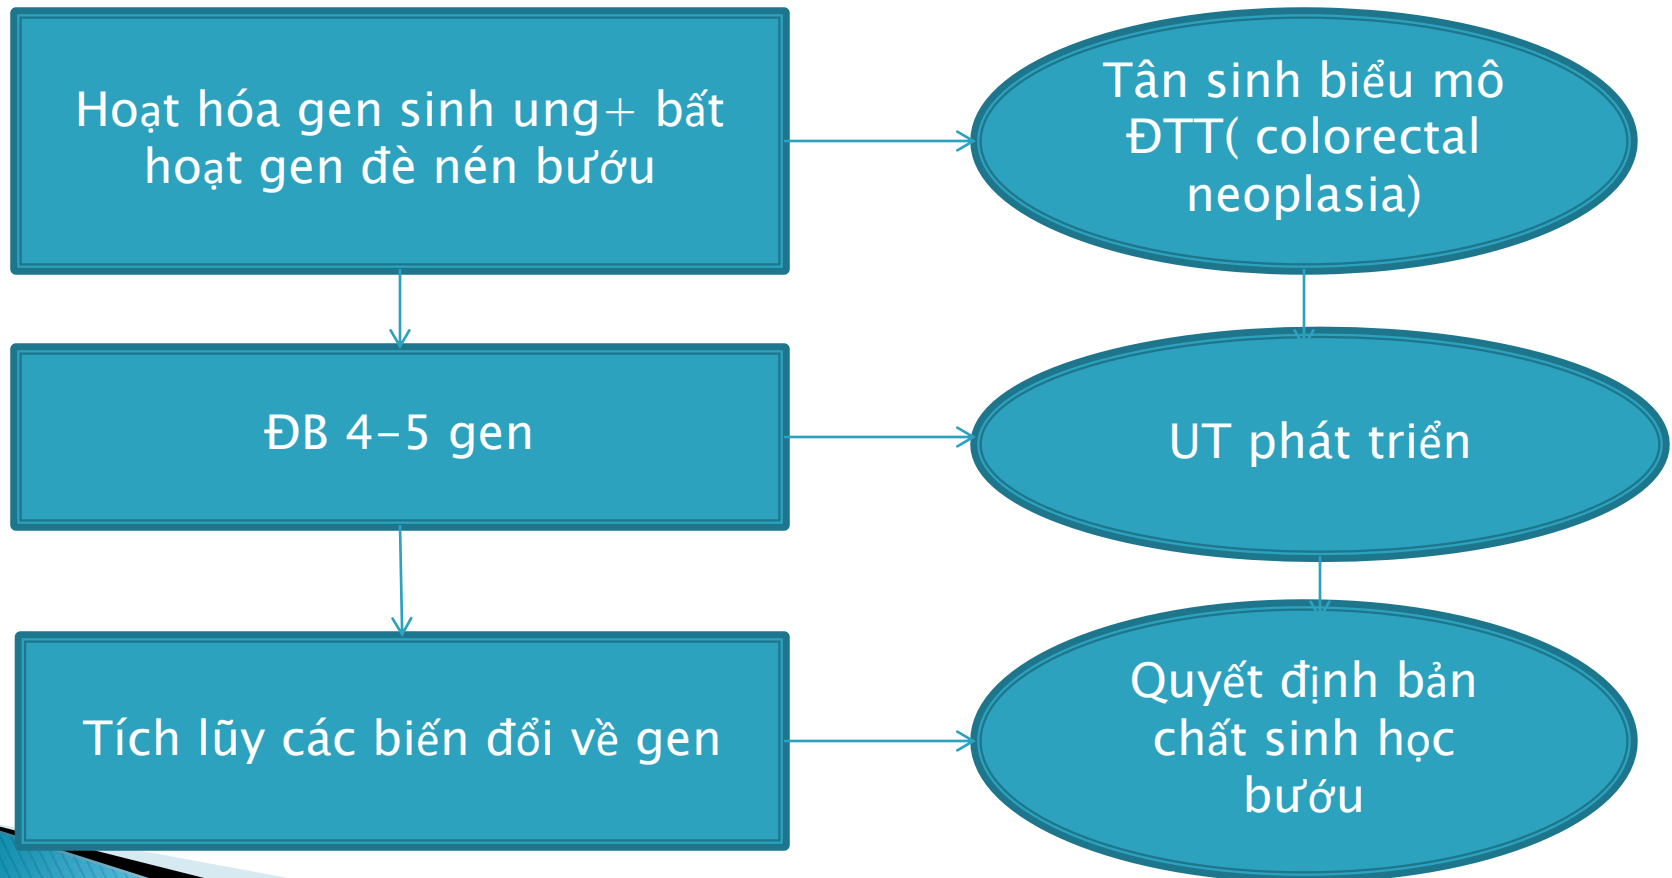 Hoạt hóa gen sinh ung+ bất
hoạt gen đè nén bướu
Tân sinh biểu mô
ĐTT( colorectal
neoplasia)
ĐB 4-5 gen
UT phát triển
Tích lũy các biến đổi về gen
Quyết định bản
chất sinh học
bướu